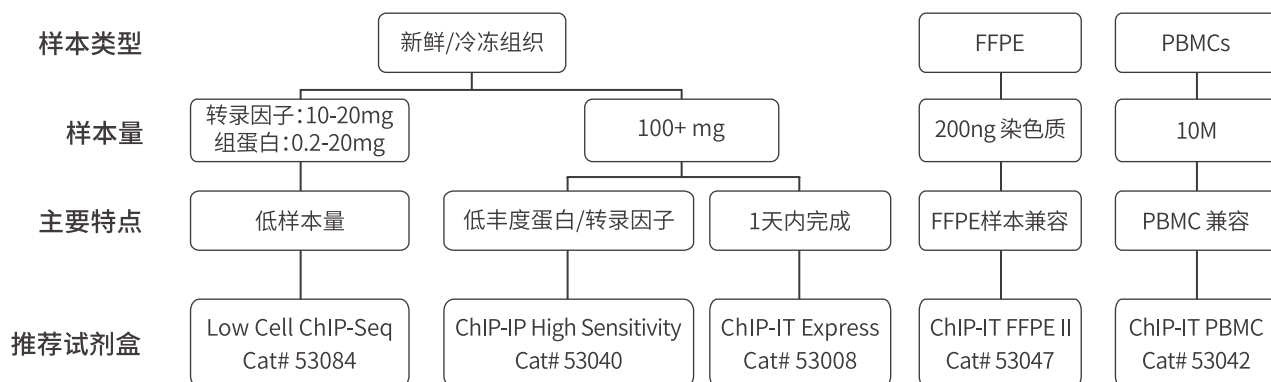 样本类型
新鲜/冷冻组织
FFPE
PBMCs
样本量
转录因子:10-20mg
组蛋白:0.2-20mg
100+ mg
200ng 染色质
10M
主要特点
低样本量
低丰度蛋白/转录因子
1天内完成
FFPE样本兼容
PBMC 兼容
推荐试剂盒
Low Cell ChIP-Seq
Cat# 53084
ChIP-IP High Sensitivity
Cat# 53040
ChIP-IT Express
Cat# 53008
ChIP-IT FFPE II
Cat# 53047
ChIP-IT PBMC
Cat# 53042